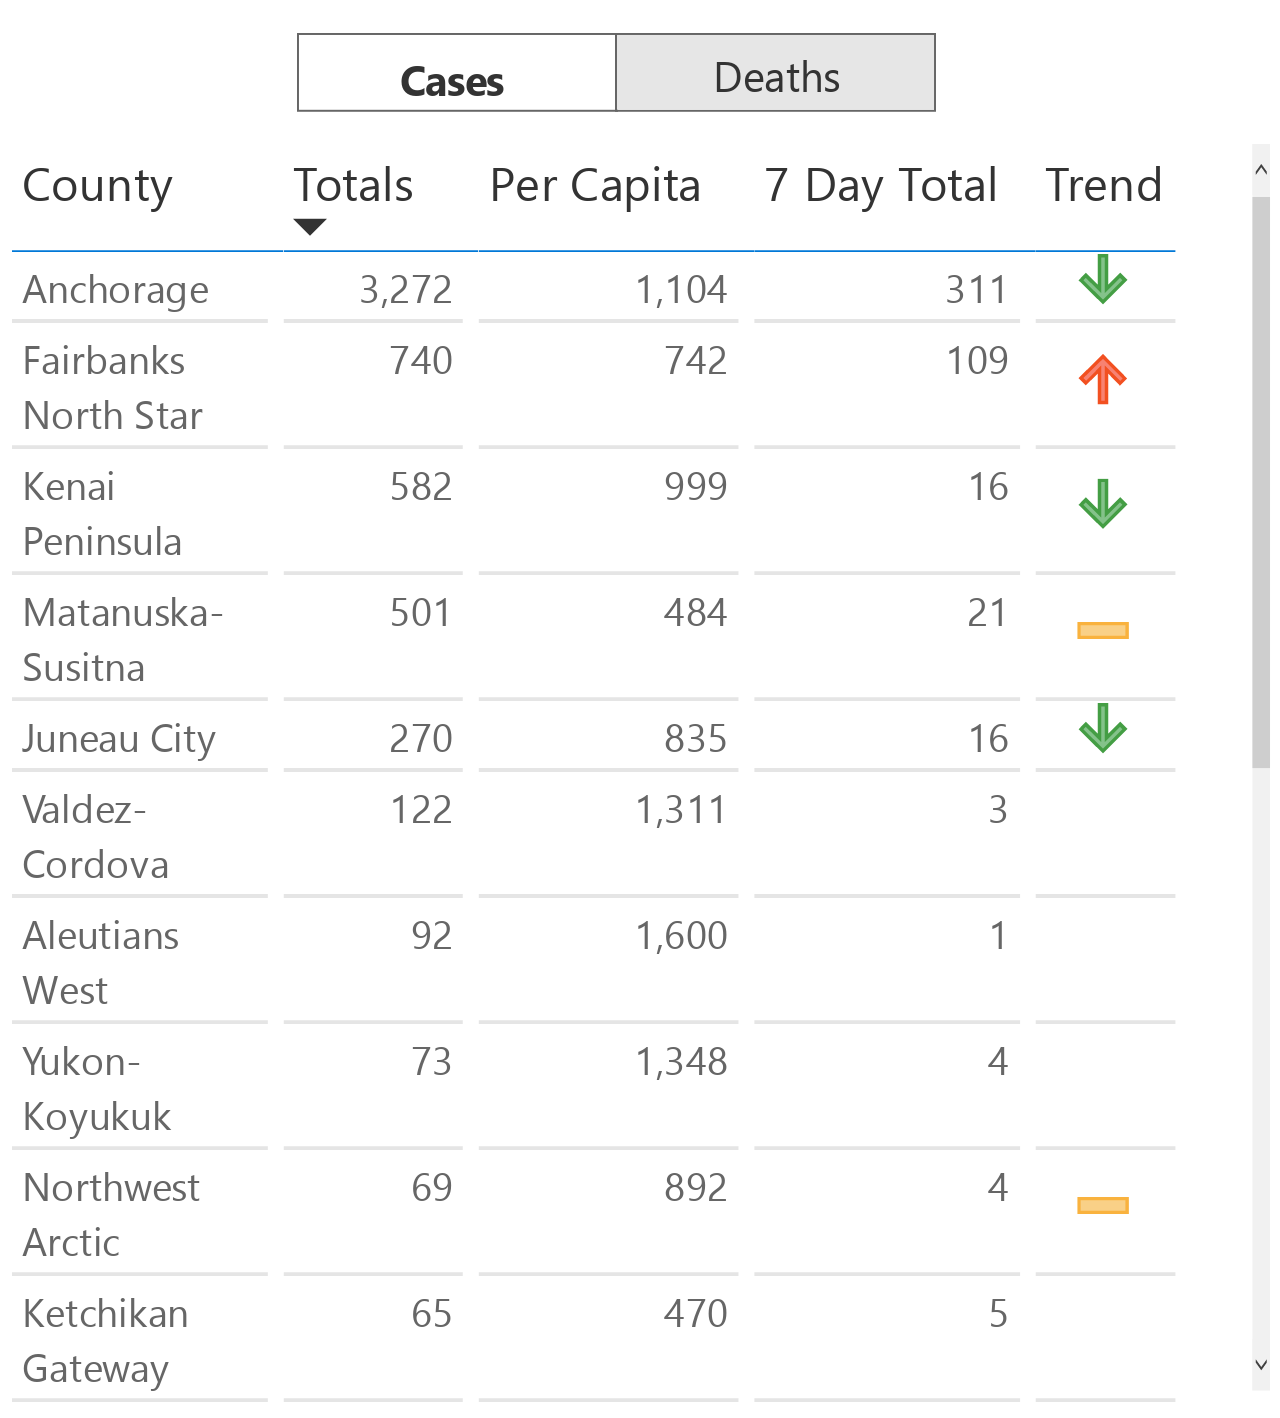 Cases Deaths
County Totals Per Capita 7 Day Total Trend
Anchorage 3,272 1,104 311
Fairbanks 740 742 109
North Star
Kenai 582 999 16
Peninsula
Matanuska- 501 484 21
Susitna
Juneau City 270 835 16
Valdez- 122 1,311 3
Cordova
Aleutians 92 1,600 1
West
Yukon- 73 1,348 4
Koyukuk
Northwest 69 892 4
Arctic
Ketchikan 65 470 5
Gateway